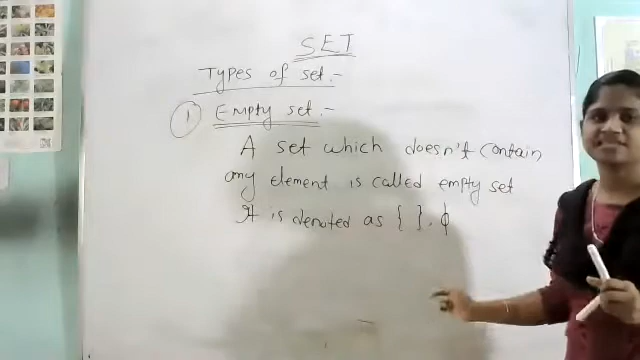 SET
Types of set:-
1 Empty set:-
A set which doesn't contain
any element is called empty set
It is denoted as { }, ϕ